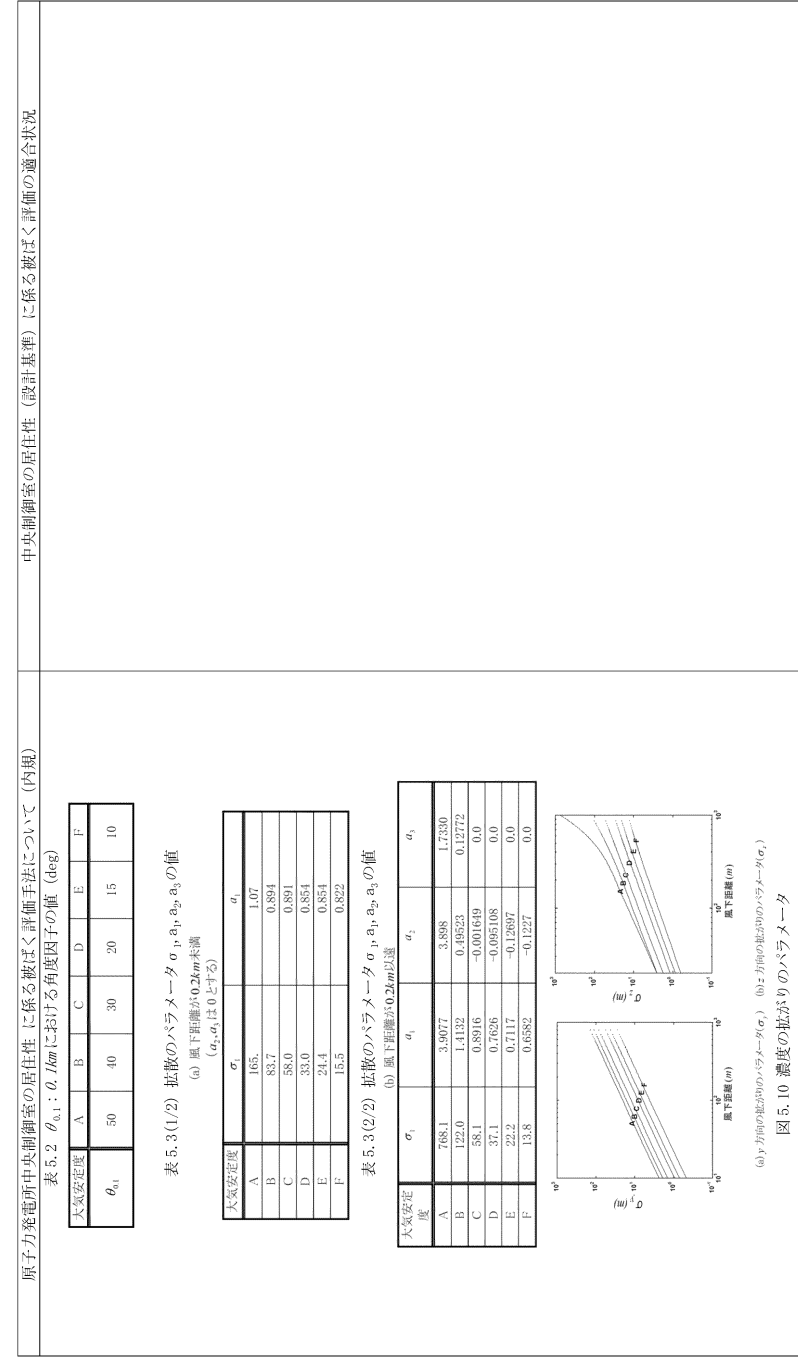 原子力発電所中央制御室の居住性 に係る被ばく評価手法について (内規)
中央制御室の居住性 (設計基準) に係る被ばく評価の適合状況
表5.2 θ0.1:0.1kmにおける角度因子の値 (deg)
大気安定度 A B C D E F
θ0.1 50 40 30 20 15 10
表5.3(1/2) 拡散のパラメータ σ1, a1, a2, a3の値
(a) 風下距離が0.2km未満
(a2, a3は0とする)
大気安定度 σ1 a1
A 165. 1.07
B 83.7 0.894
C 58.0 0.891
D 33.0 0.854
E 24.4 0.854
F 15.5 0.822
表5.3(2/2) 拡散のパラメータ σ1, a1, a2, a3の値
(b) 風下距離が0.2km以遠
大気安定度 σ1 a1 a2 a3
A 768.1 3.9077 3.898 1.7330
B 122.0 1.4132 0.49523 0.12772
C 58.1 0.8916 -0.001649 0.0
D 37.1 0.7626 -0.095108 0.0
E 22.2 0.7117 -0.12697 0.0
F 13.8 0.6582 -0.1227 0.0
σy (m)
A B C D E F
風下距離(m)
σz (m)
A B C D E F
風下距離(m)
(a) y 方向の拡がりのパラメータ(σy) (b) z 方向の拡がりのパラメータ(σz)
図5.10 濃度の拡がりのパラメータ